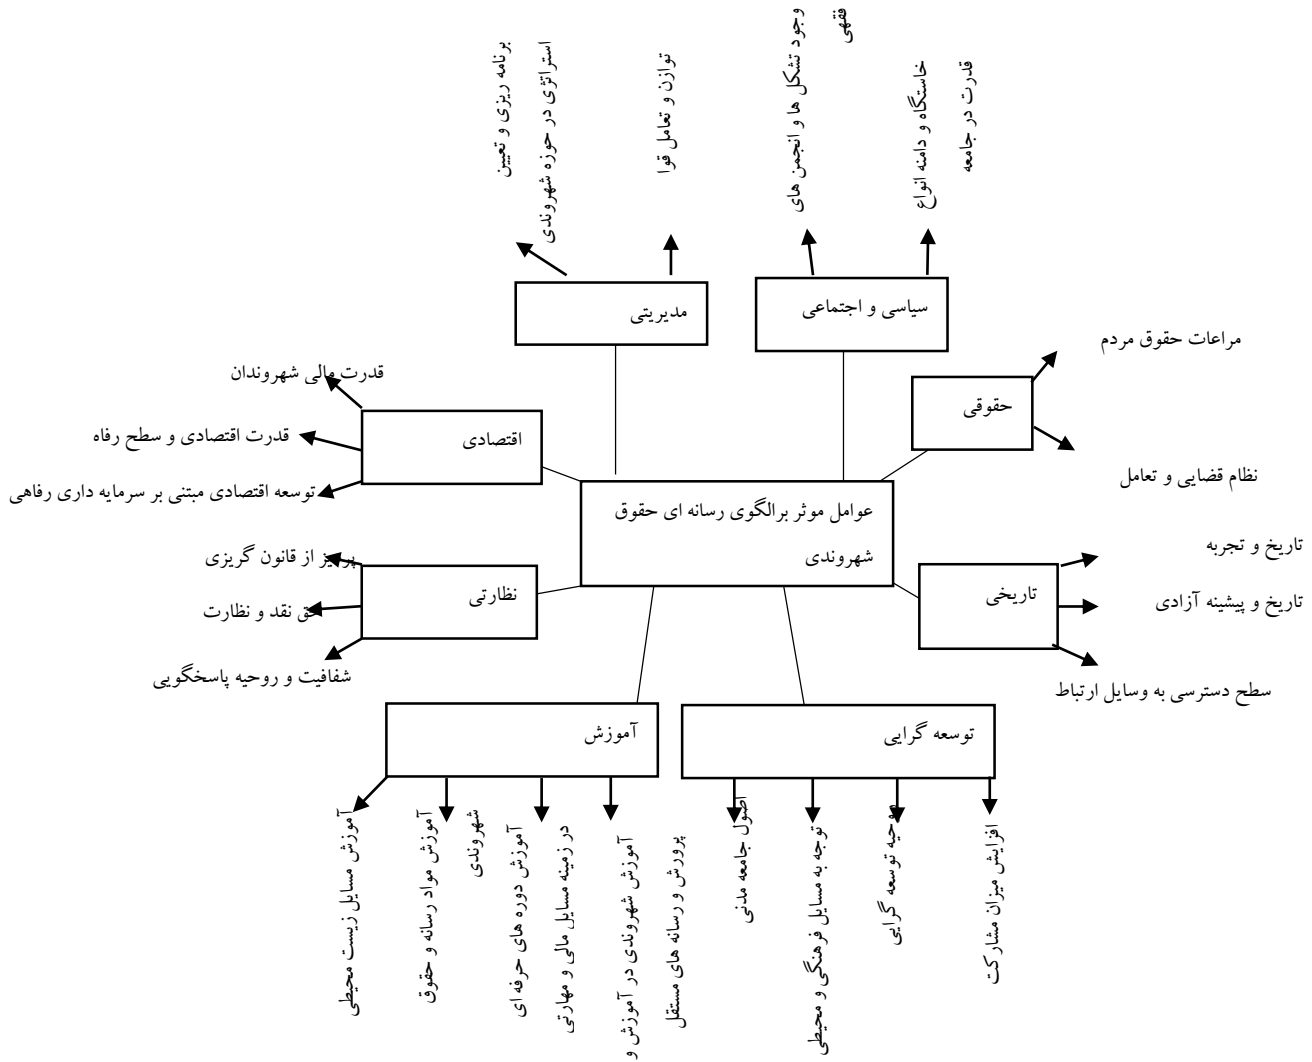 برنامه ریزی و تعیین
استراتژی در حوزه شهروندی
توازن و تعامل قوا
وجود تشکل ها و انجمن های
فقهی
خاستگاه و دامنه انواع
قدرت در جامعه
مدیریتی
سیاسی و اجتماعی
مراعات حقوق مردم
حقوقی
نظام قضایی و تعامل
قدرت مالی شهروندان
اقتصادی
قدرت اقتصادی و سطح رفاه
توسعه اقتصادی مبتنی بر سرمایه داری رفاهی
عوامل موثر برالگوی رسانه ای حقوق
شهروندی
تاریخ و تجربه
تاریخی
تاریخ و پیشینه آزادی
سطح دسترسی به وسایل ارتباط
پرهیز از قانون گریزی
نظارتی
حق نقد و نظارت
شفافیت و روحیه پاسخگویی
آموزش
توسعه گرایی
آموزش مسایل زیست محیطی
آموزش مواد رسانه و حقوق
شهروندی
آموزش دوره های حرفه ای
در زمینه مسایل مالی و مهارتی
آموزش شهروندی در آموزش و
پرورش و رسانه های مستقل
اصول جامعه مدنی
توجه به مسایل فرهنگی و محیطی
روحیه توسعه گرایی
افزایش میزان مشارکت